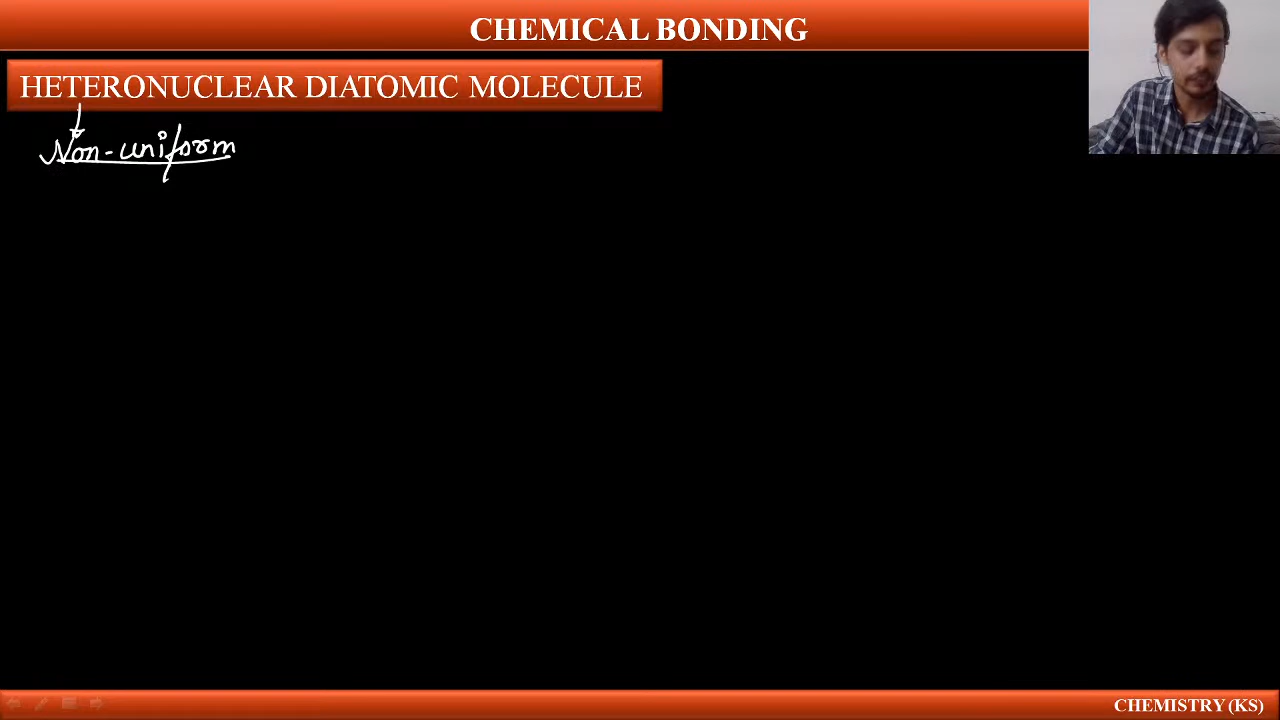 CHEMICAL BONDING
HETERONUCLEAR DIATOMIC MOLECULE
Non-uniform
CHEMISTRY (KS)